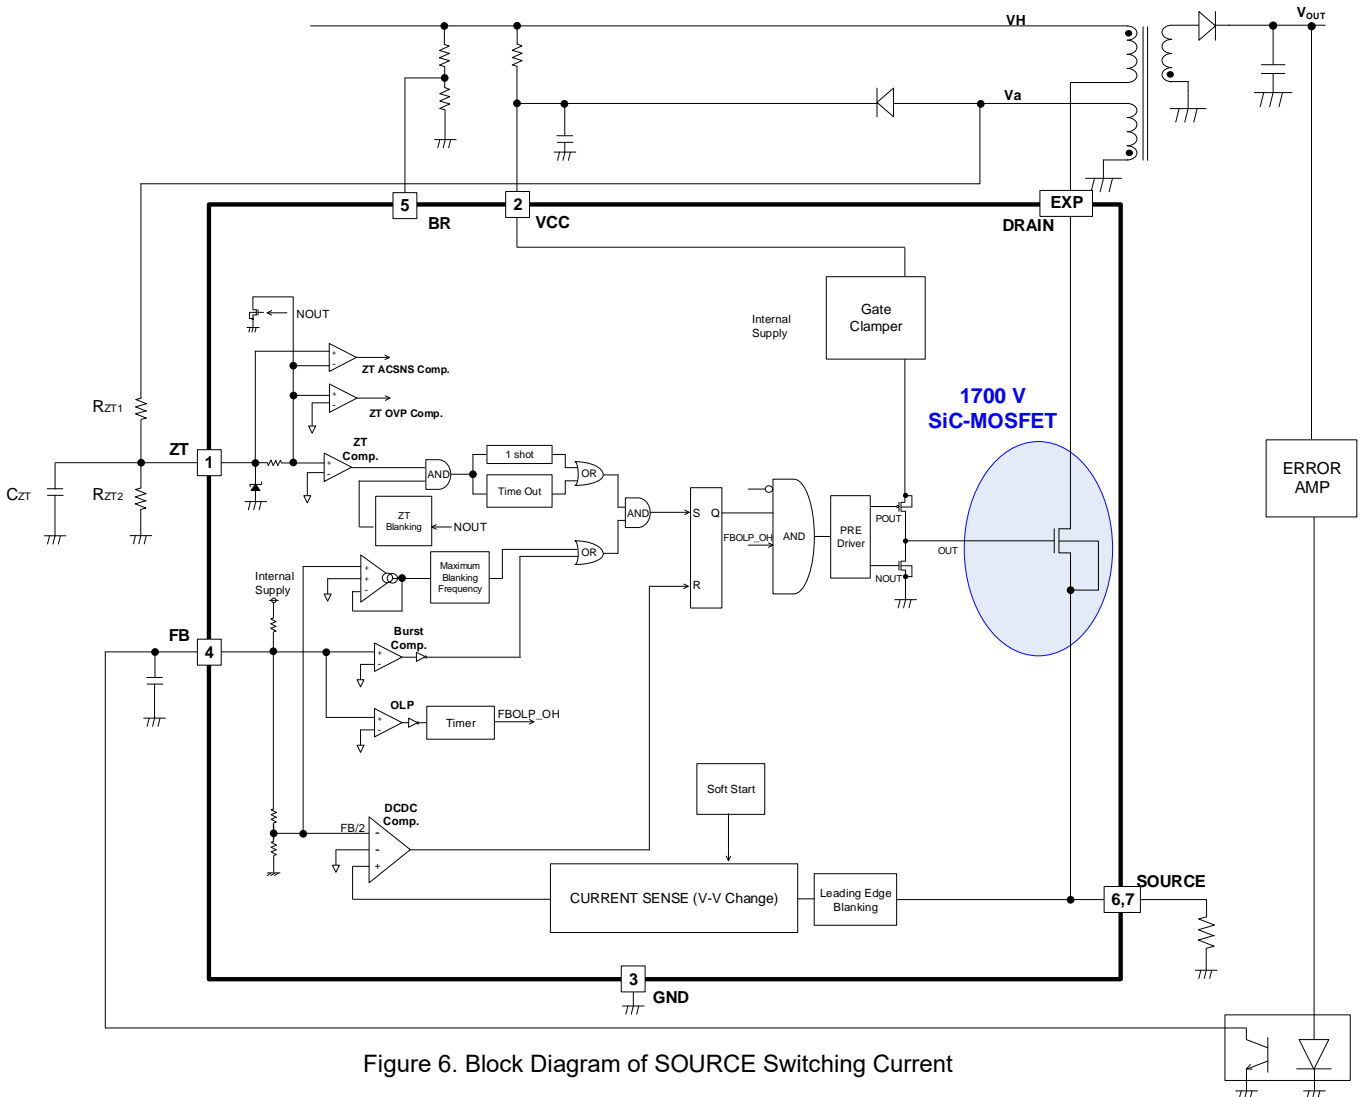 VH
VOUT
Va
5
BR
2
VCC
EXP
DRAIN
NOUT
Internal
Supply
Gate
Clamper
ZT ACSNS Comp.
ZT OVP Comp.
1700 V
SiC-MOSFET
RZT1
ZT
1
ZT
Comp.
AND
1 shot
Time Out
OR
CZT
RZT2
ZT
Blanking
NOUT
AND
S
Q
R
FBOLP_OH
AND
PRE
Driver
POUT
NOUT
OUT
ERROR
AMP
OR
Maximum
Blanking
Frequency
Internal
Supply
FB
4
Burst
Comp.
OLP
Timer
FBOLP_OH
Soft Start
DCDC
Comp.
FB/2
CURRENT SENSE (V-V Change)
Leading Edge
Blanking
SOURCE
6,7
3
GND
+
-
+
-
+
-
+
+
-
+
-
+
-
-
-
+
Figure 6. Block Diagram of SOURCE Switching Current